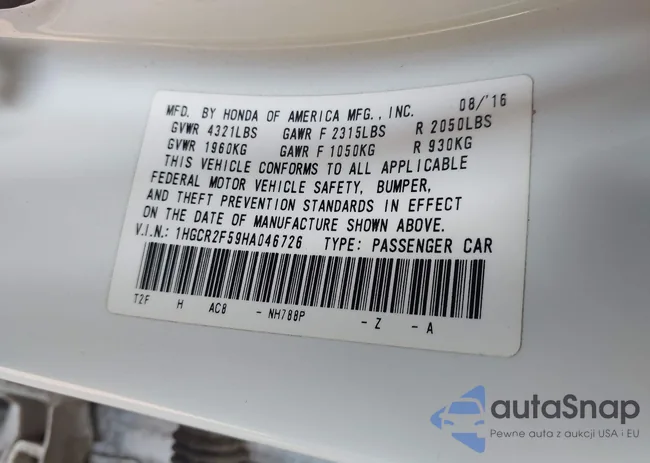 MFD. BY HONDA OF AMERICA MFG., INC. 08/'16
GVWR 4321LBS GAWR F 2315LBS R 2050LBS
GVWR 1960KG GAWR F 1050KG R 930KG
THIS VEHICLE CONFORMS TO ALL APPLICABLE
FEDERAL MOTOR VEHICLE SAFETY, BUMPER,
AND THEFT PREVENTION STANDARDS IN EFFECT
ON THE DATE OF MANUFACTURE SHOWN ABOVE.
V.I.N.: 1HGCR2F59HA046726 TYPE: PASSENGER CAR
T2F H AC8 - NH788P - Z - A
autaSnap
Pewne auta z aukcji USA i EU